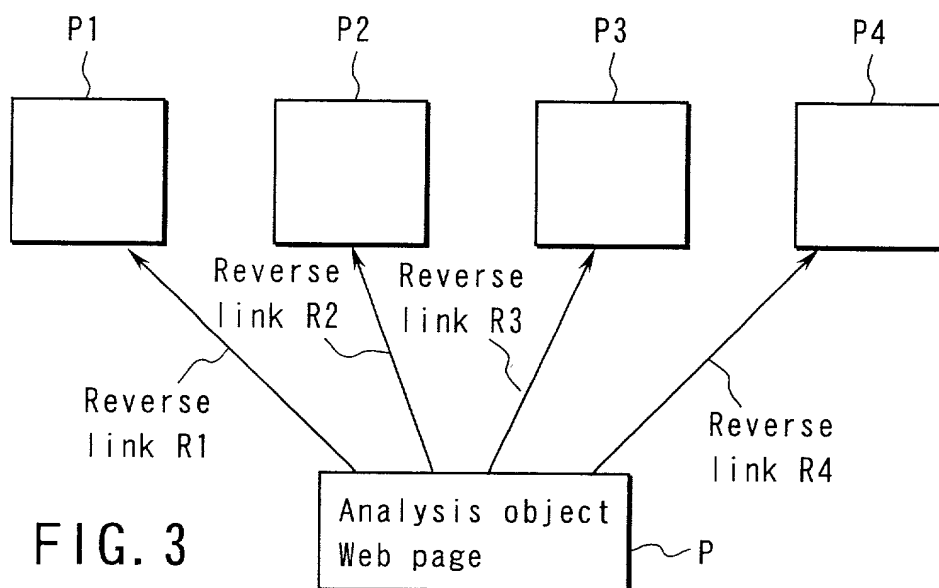 P1
P2
P3
P4
Reverse
link R2
Reverse
link R3
Reverse
link R1
Reverse
link R4
Analysis object
Web page
P
FIG. 3